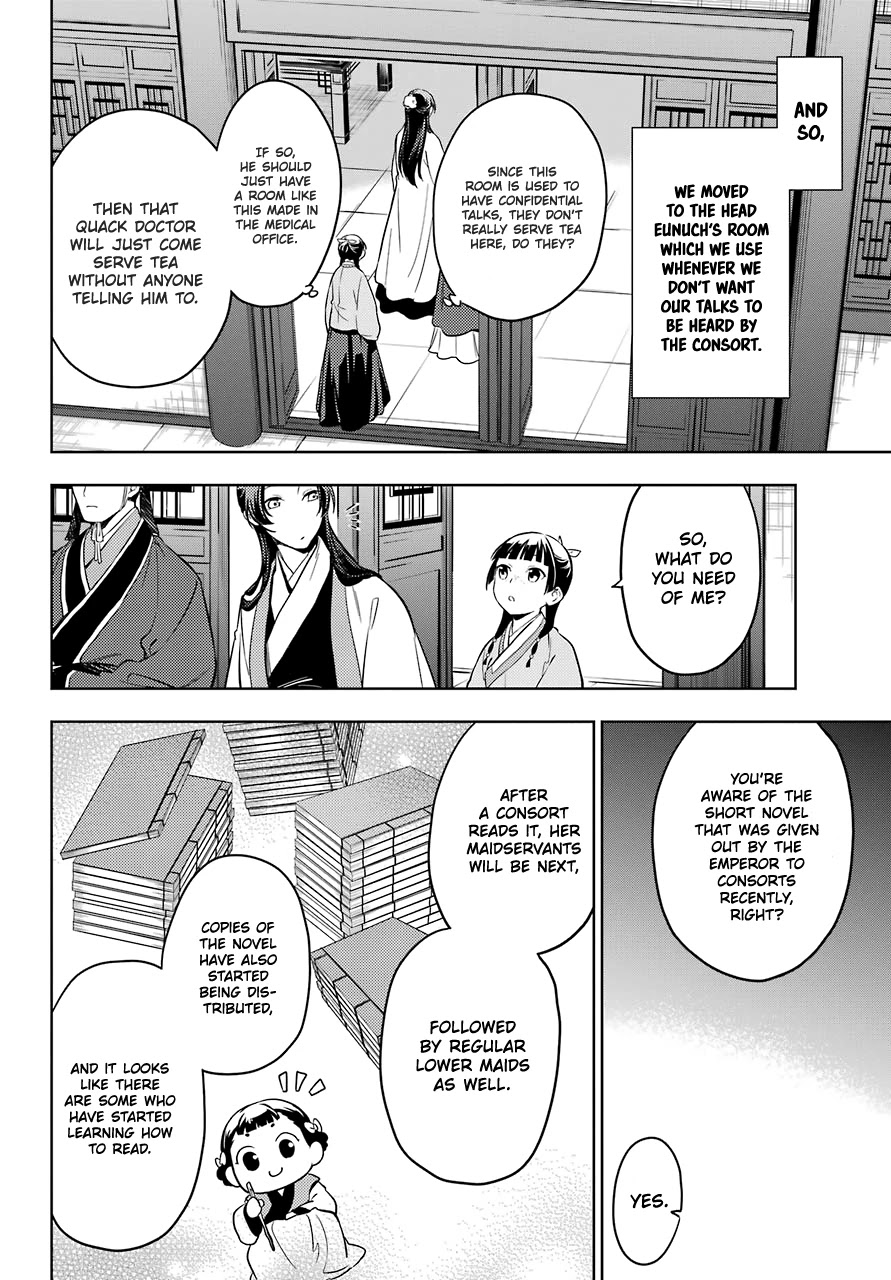 AND
SO,
WE MOVED
TO THE HEAD
EUNUCH'S ROOM
WHICH WE USE
WHENEVER WE
DON'T WANT
OUR TALKS TO
BE HEARD BY
THE CONSORT.
SINCE THIS
ROOM IS USED TO
HAVE CONFIDENTIAL
TALKS, THEY DON'T
REALLY SERVE TEA
HERE, DO THEY?
IF SO,
HE SHOULD
JUST HAVE
A ROOM LIKE
THIS MADE IN
THE MEDICAL
OFFICE.
THEN THAT
QUACK DOCTOR
WILL JUST COME
SERVE TEA
WITHOUT ANYONE
TELLING HIM TO.
SO,
WHAT DO
YOU NEED
OF ME?
YOU'RE
AWARE OF THE
SHORT NOVEL
THAT WAS GIVEN
OUT BY THE
EMPEROR TO
CONSORTS
RECENTLY,
RIGHT?
YES.
AFTER
A CONSORT
READS IT, HER
MAIDSERVANTS
WILL BE NEXT,
FOLLOWED
BY REGULAR
LOWER MAIDS
AS WELL.
COPIES OF
THE NOVEL
HAVE ALSO
STARTED
BEING DIS-
TRIBUTED,
AND IT LOOKS
LIKE THERE
ARE SOME WHO
HAVE STARTED
LEARNING HOW
TO READ.